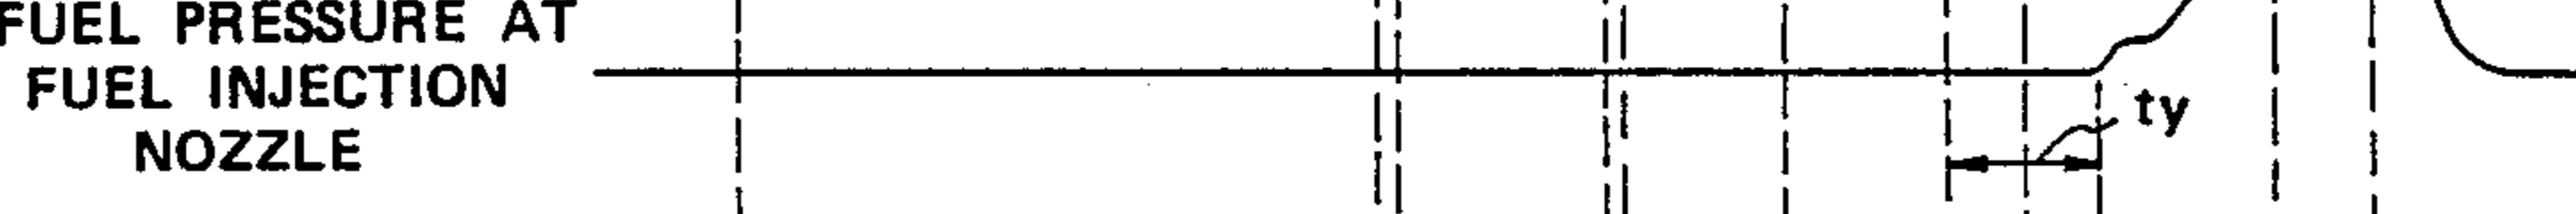 FUEL PRESSURE AT
FUEL INJECTION
NOZZLE
ty